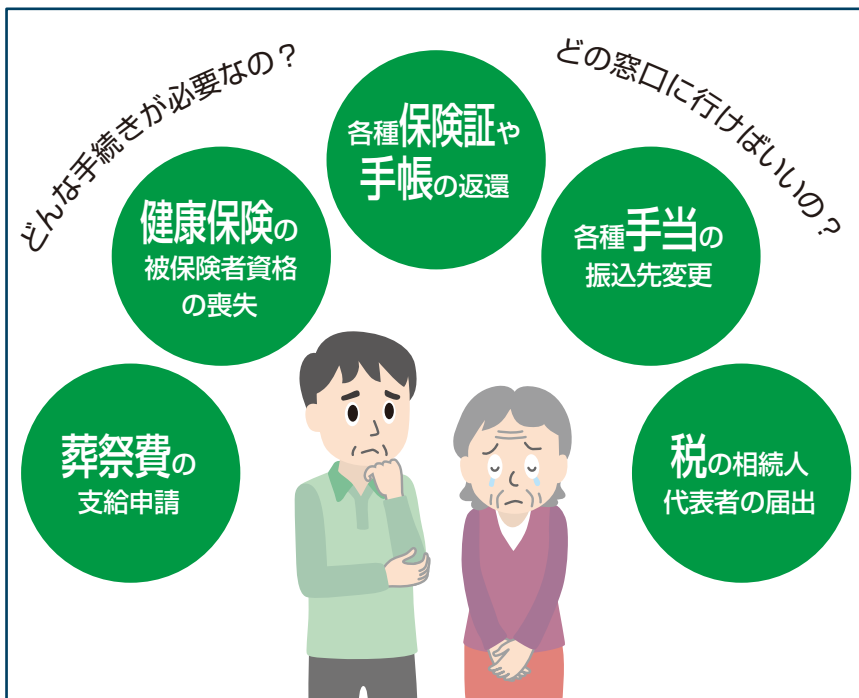 どんな手続きが必要なの？
どの窓口に行けばいいの？
葬祭費の
支給申請
健康保険の
被保険者資格
の喪失
各種保険証や
手帳の返還
各種手当の
振込先変更
税の相続人
代表者の届出